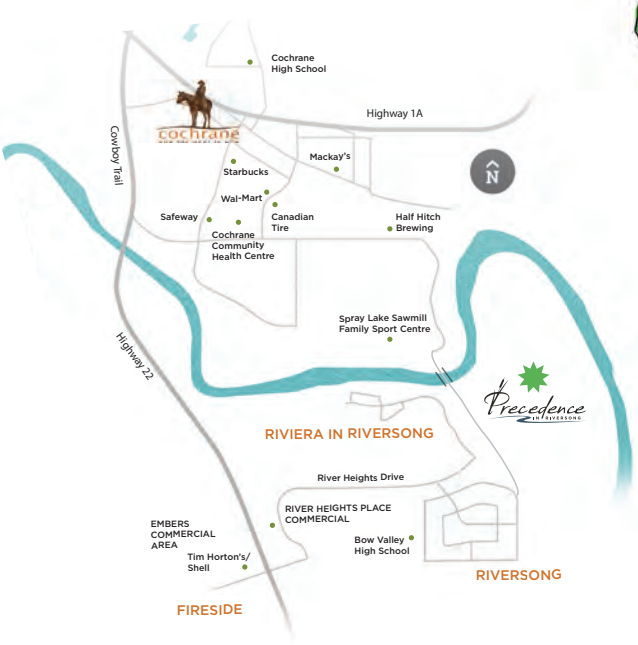 Cochrane
High School
Highway 1A
cochrane
Cowboy Trail
Mackay's
Starbucks
N
Wal-Mart
Safeway
Canadian
Tire
Half Hitch
Brewing
Cochrane
Community
Health Centre
Spray Lake Sawmill
Family Sport Centre
Highway 22
Precedence
IN RIVERSONG
RIVIERA IN RIVERSONG
River Heights Drive
RIVER HEIGHTS PLACE
COMMERCIAL
EMBERS
COMMERCIAL
AREA
Bow Valley
High School
Tim Horton's/
Shell
RIVERSONG
FIRESIDE